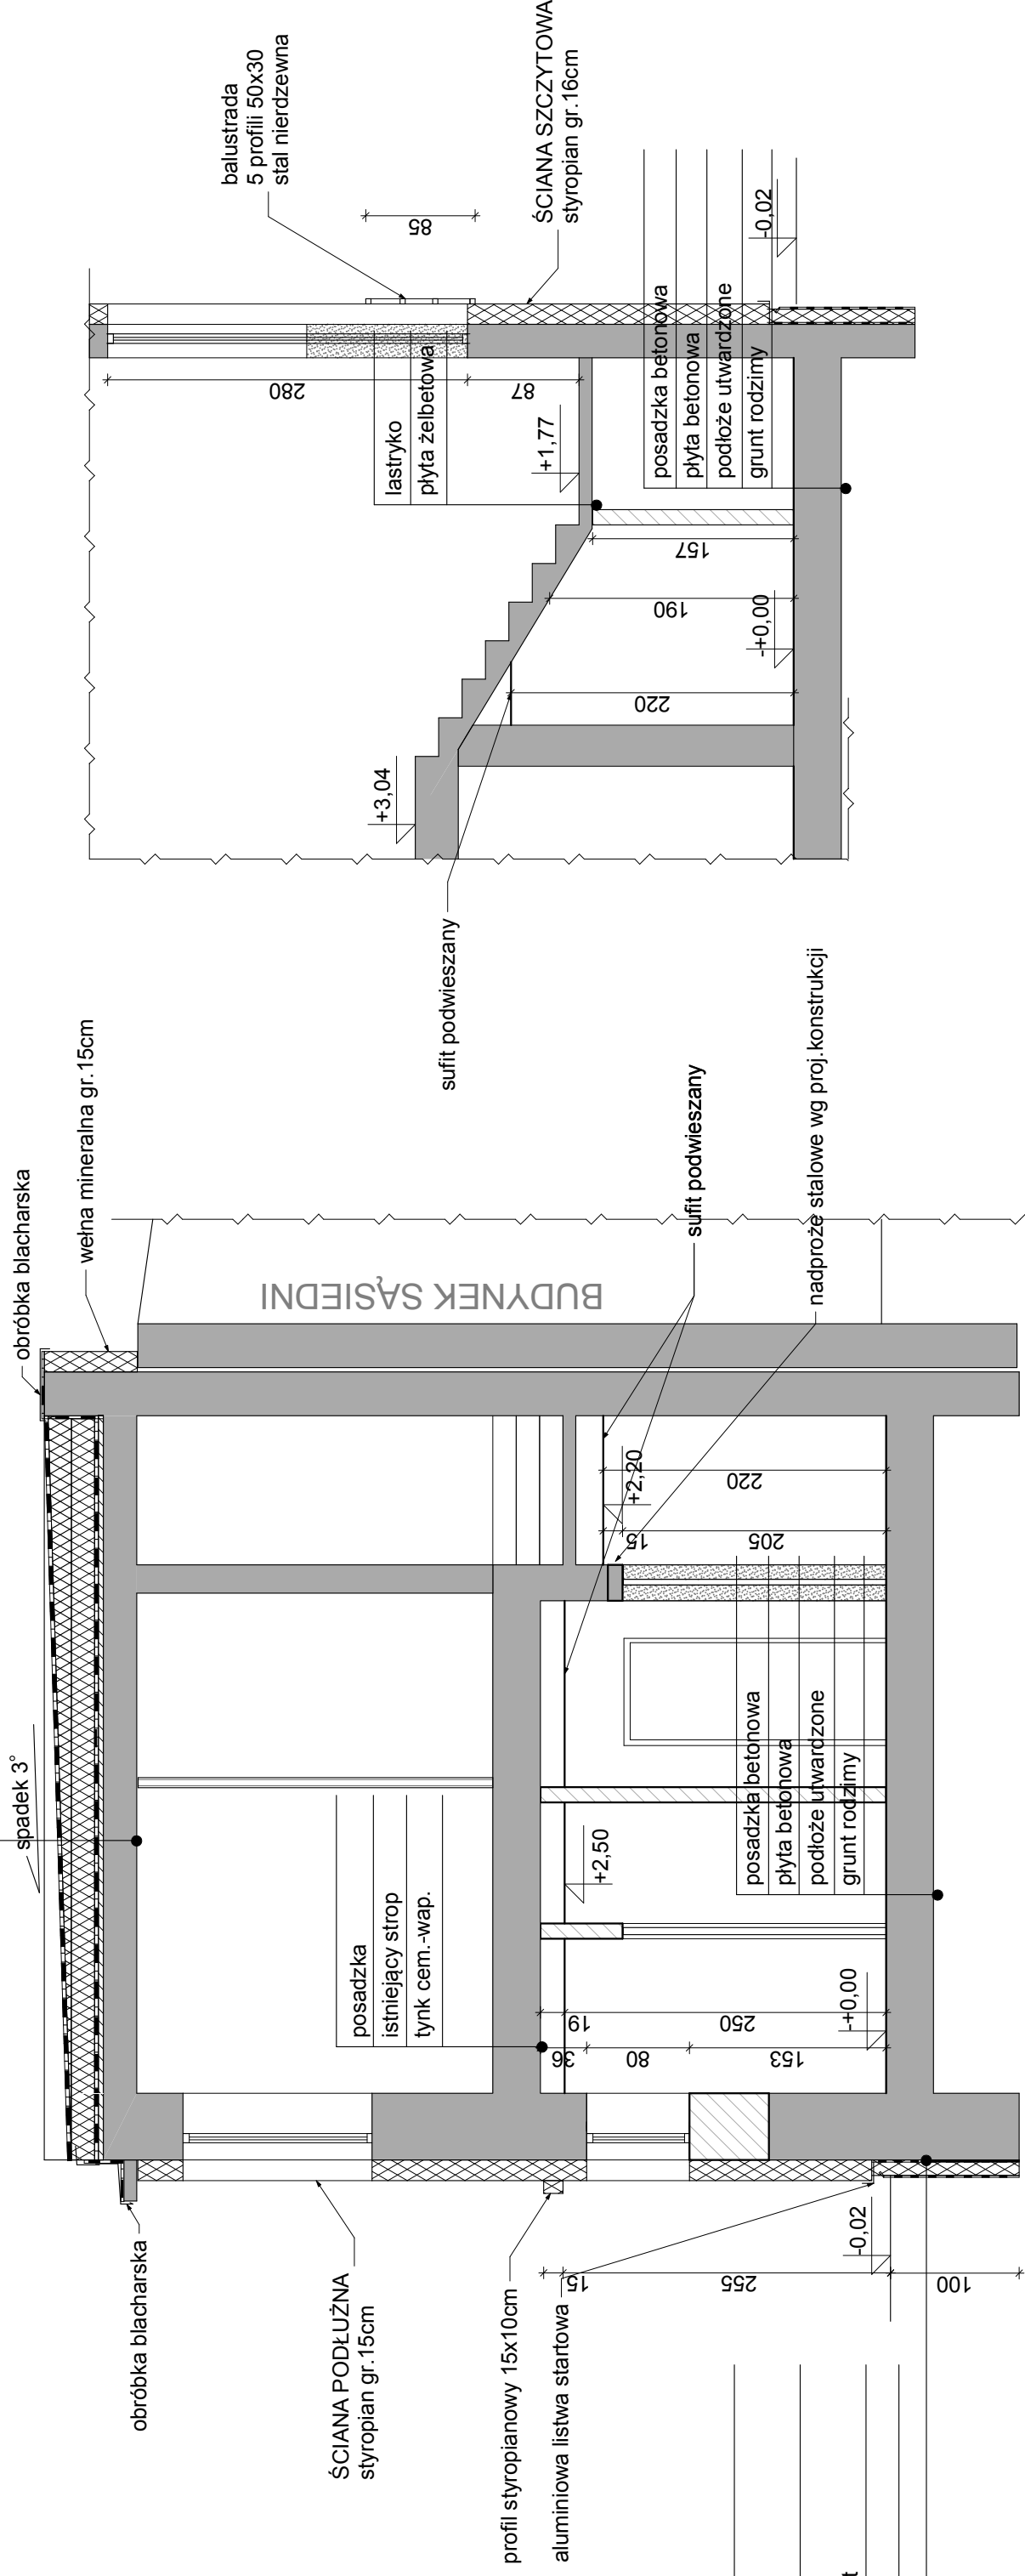 obróbka blacharska
ŚCIANA PODŁUŻNA
styropian gr.15cm
profil styropianowy 15x10cm
aluminiowa listwa startowa
15
255
100
-0,02
t
spadek 3°
posadzka
istniejący strop
tynk cem.-wap.
36
80
153
19
250
-+0,00
+2,50
posadzka betonowa
płyta betonowa
podłoże utwardzone
grunt rodzimy
15
205
+2,20
220
obróbka blacharska
wełna mineralna gr.15cm
BUDYNEK SĄSIEDNI
sufit podwieszany
nadproże stalowe wg proj.konstrukcji
sufit podwieszany
+3,04
220
190
157
-+0,00
+1,77
lastryko
płyta żelbetowa
280
87
posadzka betonowa
płyta betonowa
podłoże utwardzone
grunt rodzimy
-0,02
85
balustrada
5 profili 50x30
stal nierdzewna
ŚCIANA SZCZYTOWA
styropian gr.16cm